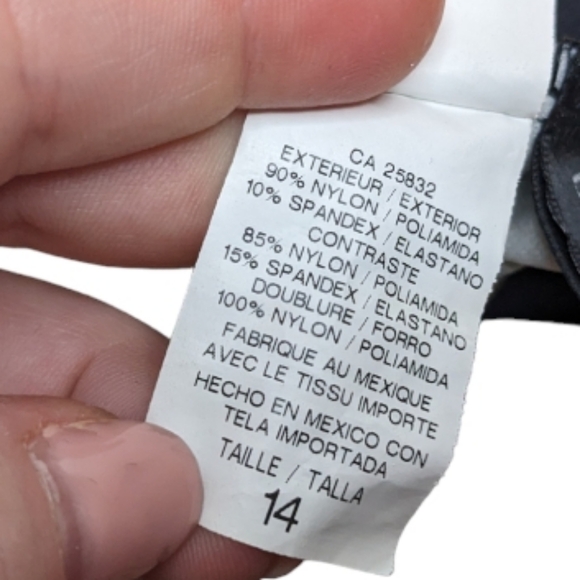 CA 25832
EXTERIEUR / EXTERIOR
90% NYLON / POLIAMIDA
10% SPANDEX / ELASTANO
CONTRASTE
85% NYLON / POLIAMIDA
15% SPANDEX / ELASTANO
DOUBLURE / FORRO
100% NYLON / POLIAMIDA
FABRIQUE AU MEXIQUE
AVEC LE TISSU IMPORTE
HECHO EN MEXICO CON
TELA IMPORTADA
TAILLE / TALLA
14